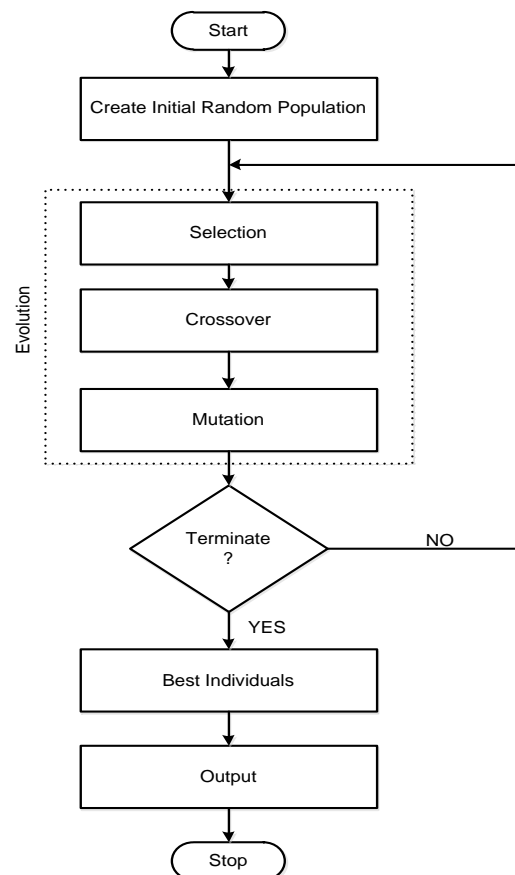 Start
Create Initial Random Population
Evolution
Selection
Crossover
Mutation
Terminate
?
NO
YES
Best Individuals
Output
Stop